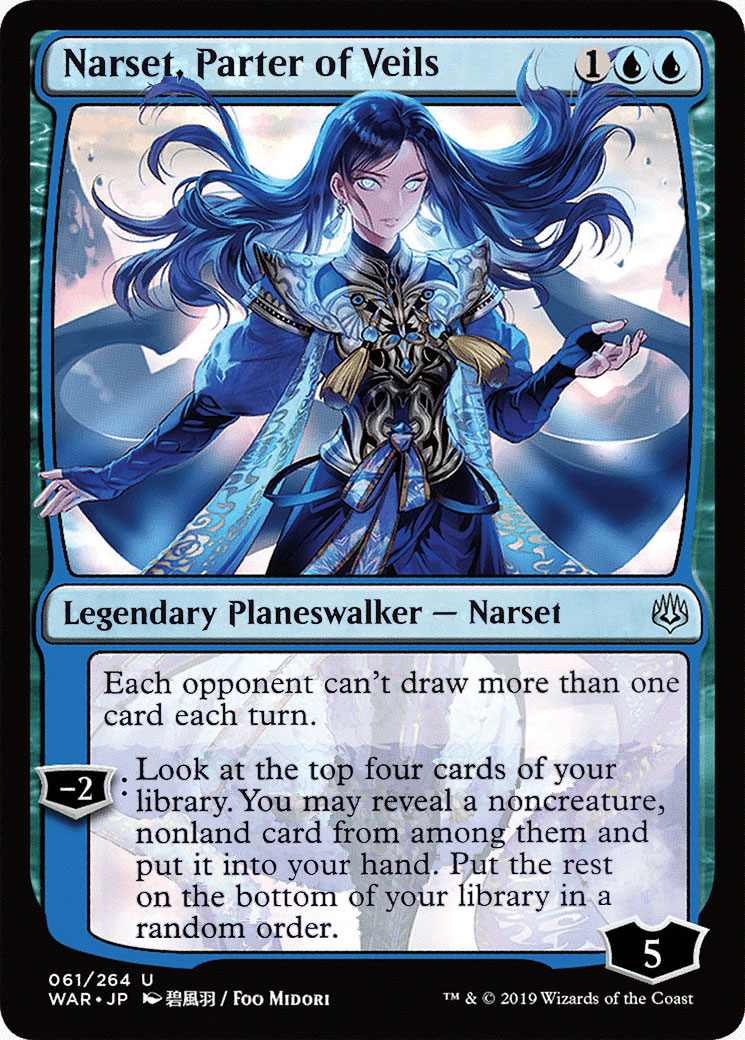 Narset, Parter of Veils 1
Legendary Planeswalker — Narset
Each opponent can't draw more than one
card each turn.
−2: Look at the top four cards of your
library. You may reveal a noncreature,
nonland card from among them and
put it into your hand. Put the rest
on the bottom of your library in a
random order.
5
061/264 U
WAR • JP 碧風羽 / Foo Midori
™ & © 2019 Wizards of the Coast